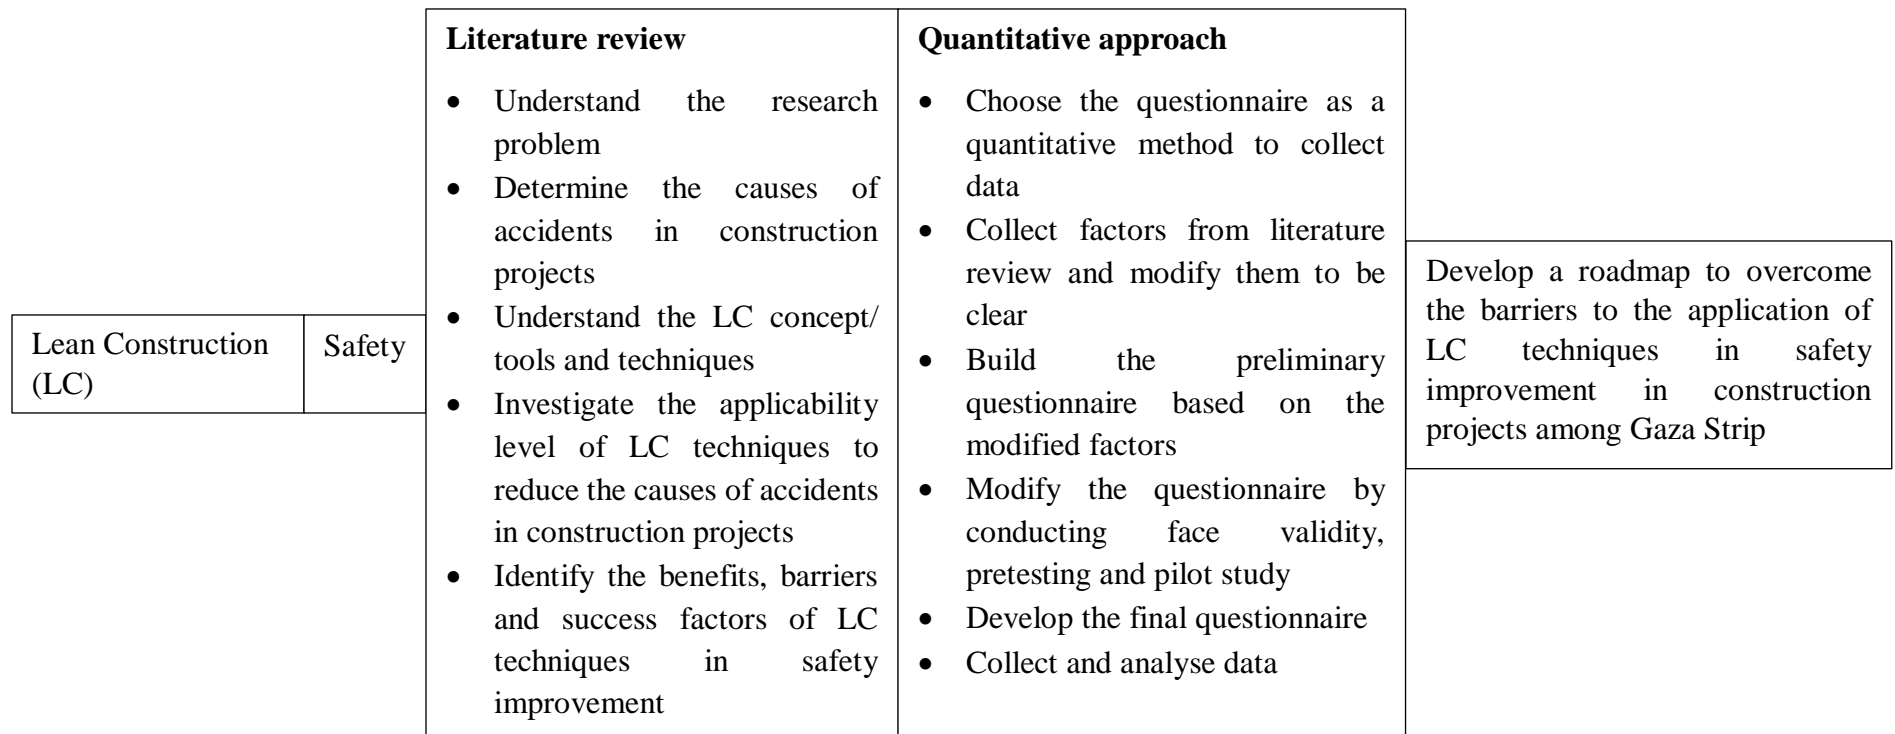 Lean Construction
(LC)
Safety
Literature review
• Understand the research
problem
• Determine the causes of
accidents in construction
projects
• Understand the LC concept/
tools and techniques
• Investigate the applicability
level of LC techniques to
reduce the causes of accidents
in construction projects
• Identify the benefits, barriers
and success factors of LC
techniques in safety
improvement
Quantitative approach
• Choose the questionnaire as a
quantitative method to collect
data
• Collect factors from literature
review and modify them to be
clear
• Build the preliminary
questionnaire based on the
modified factors
• Modify the questionnaire by
conducting face validity,
pretesting and pilot study
• Develop the final questionnaire
• Collect and analyse data
Develop a roadmap to overcome
the barriers to the application of
LC techniques in safety
improvement in construction
projects among Gaza Strip